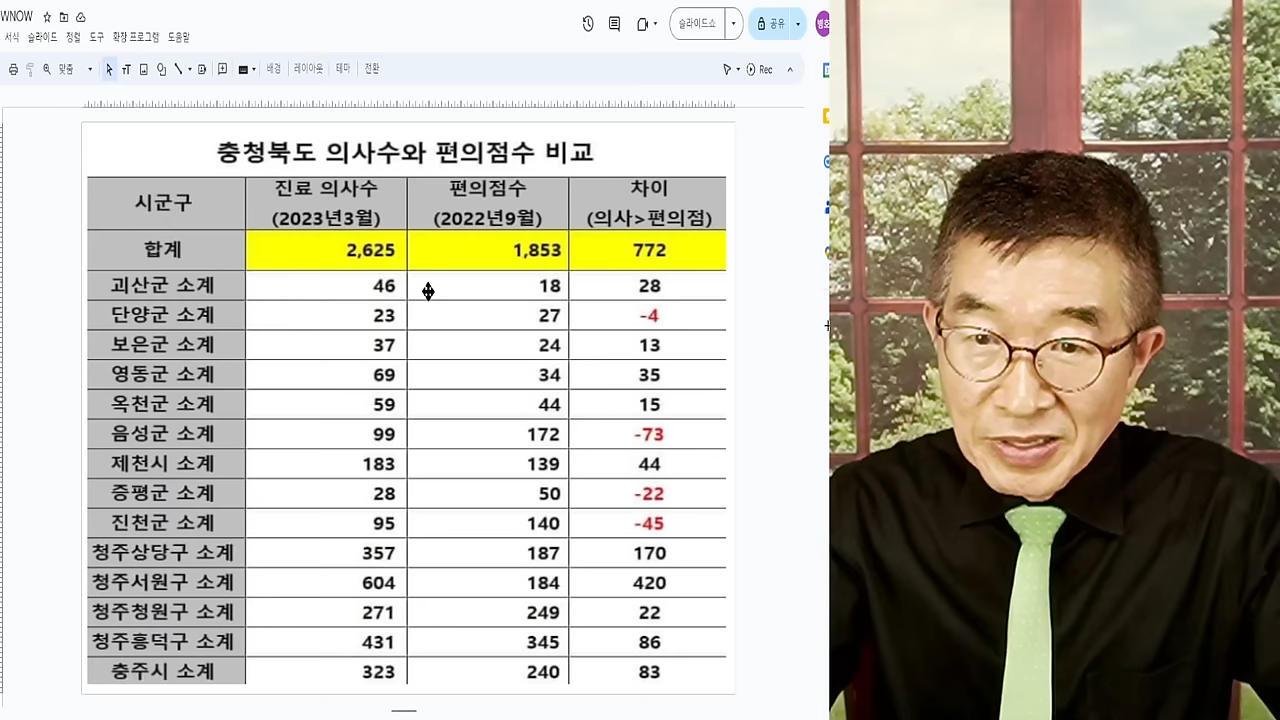 WNOW
서식 슬라이드 정렬 도구 확장 프로그램 도움말
슬라이드쇼
공유
병호
맞춤
배경 레이아웃 테마 전환
Rec
충청북도 의사수와 편의점수 비교
시군구 진료 의사수 (2023년3월) 편의점수 (2022년9월) 차이 (의사>편의점)
합계 2,625 1,853 772
괴산군 소계 46 18 28
단양군 소계 23 27 -4
보은군 소계 37 24 13
영동군 소계 69 34 35
옥천군 소계 59 44 15
음성군 소계 99 172 -73
제천시 소계 183 139 44
증평군 소계 28 50 -22
진천군 소계 95 140 -45
청주상당구 소계 357 187 170
청주서원구 소계 604 184 420
청주청원구 소계 271 249 22
청주흥덕구 소계 431 345 86
충주시 소계 323 240 83